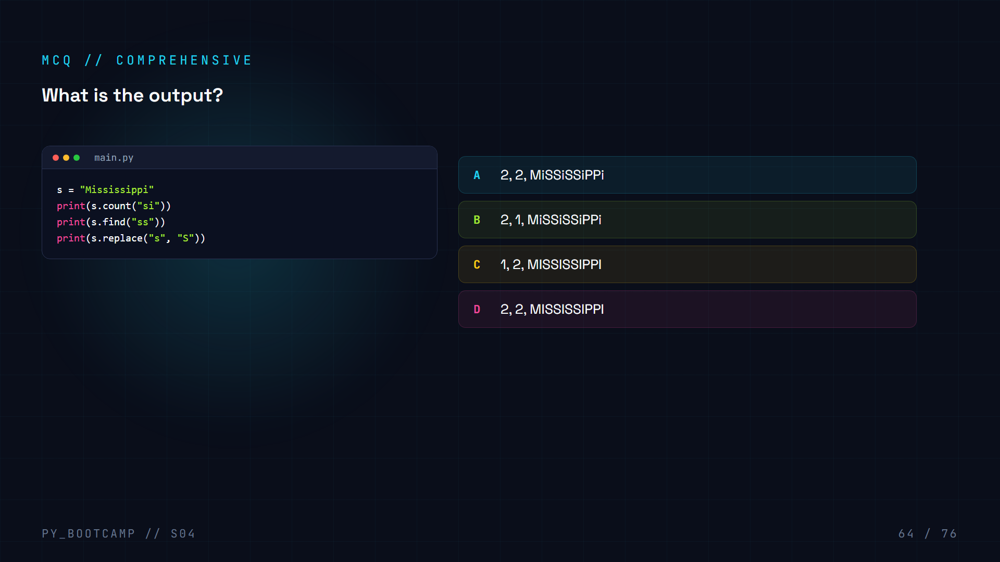 MCQ // COMPREHENSIVE
What is the output?
main.py
s = "Mississippi"
print(s.count("si"))
print(s.find("ss"))
print(s.replace("s", "S"))
A 2, 2, MiSSiSSiPPi
B 2, 1, MiSSiSSiPPi
C 1, 2, MISSISSIPPI
D 2, 2, MISSISSIPPI
PY_BOOTCAMP // S04
64 / 76